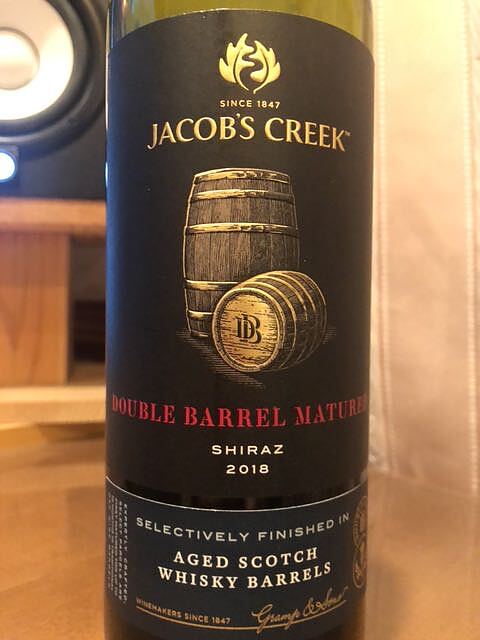 SINCE 1847
JACOB'S CREEK™
DB
DOUBLE BARREL MATURED
SHIRAZ
2018
SELECTIVELY FINISHED IN
AGED SCOTCH
WHISKY BARRELS
WINEMAKERS SINCE 1847
Gramp & Sons